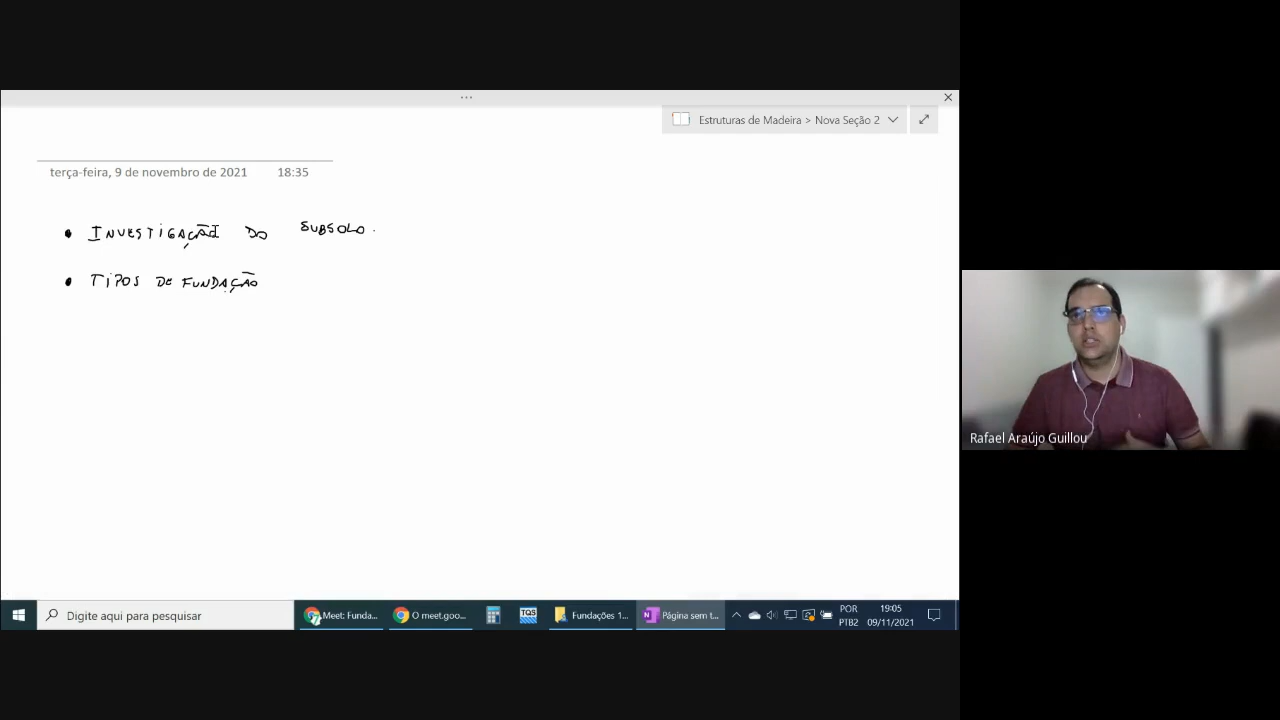 Estruturas de Madeira > Nova Seção 2
terça-feira, 9 de novembro de 2021 18:35
• INVESTIGAÇÃO DO SUBSOLO.
• TIPOS DE FUNDAÇÃO
Rafael Araújo Guillou
Digite aqui para pesquisar
Meet: Funda...
O meet.goo...
TQS
Fundações 1...
Página sem t...
POR
PTB2
19:05
09/11/2021